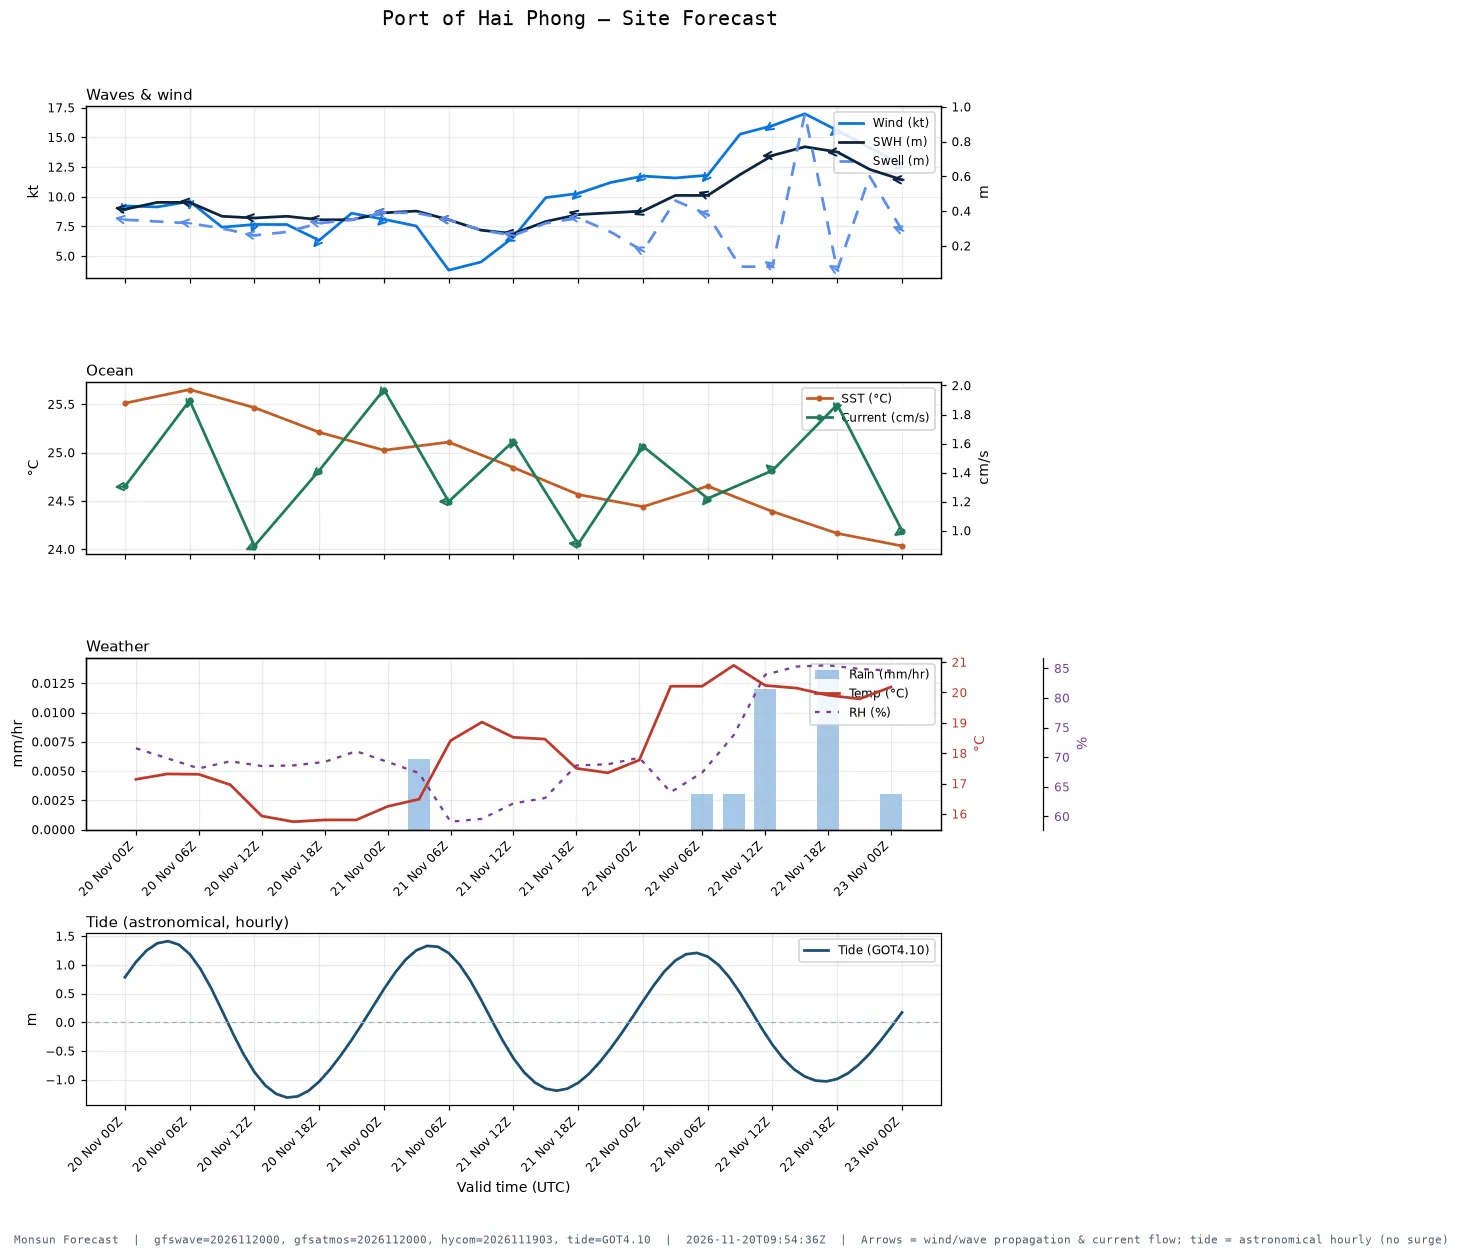 Port of Hai Phong — Site Forecast
Waves & wind
17.5
15.0
12.5
10.0
7.5
5.0
kt
1.0
0.8
0.6
0.4
0.2
m
Wind (kt)
SWH (m)
Swell (m)
Ocean
25.5
25.0
24.5
24.0
°C
2.0
1.8
1.6
1.4
1.2
1.0
cm/s
SST (°C)
Current (cm/s)
Weather
0.0125
0.0100
0.0075
0.0050
0.0025
0.0000
mm/hr
21
20
19
18
17
16
°C
85
80
75
70
65
60
%
Rain (mm/hr)
Temp (°C)
RH (%)
20 Nov 00Z
20 Nov 06Z
20 Nov 12Z
20 Nov 18Z
21 Nov 00Z
21 Nov 06Z
21 Nov 12Z
21 Nov 18Z
22 Nov 00Z
22 Nov 06Z
22 Nov 12Z
22 Nov 18Z
23 Nov 00Z
Tide (astronomical, hourly)
1.5
1.0
0.5
0.0
−0.5
−1.0
m
Tide (GOT4.10)
20 Nov 00Z
20 Nov 06Z
20 Nov 12Z
20 Nov 18Z
21 Nov 00Z
21 Nov 06Z
21 Nov 12Z
21 Nov 18Z
22 Nov 00Z
22 Nov 06Z
22 Nov 12Z
22 Nov 18Z
23 Nov 00Z
Valid time (UTC)
Monsun Forecast | gfswave=2026112000, gfsatmos=2026112000, hycom=2026111903, tide=GOT4.10 | 2026-11-20T09:54:36Z | Arrows = wind/wave propagation & current flow; tide = astronomical hourly (no surge)